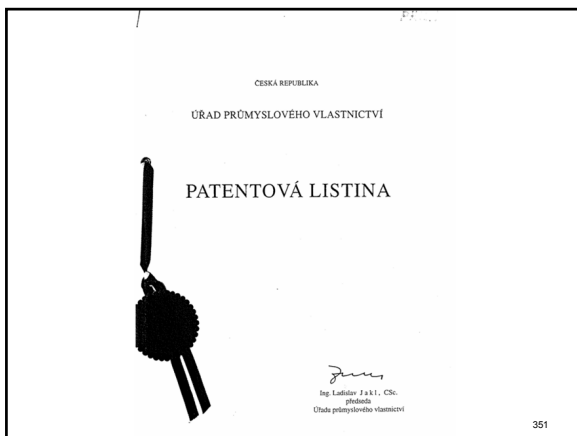 ČESKÁ REPUBLIKA
ÚŘAD PRŮMYSLOVÉHO VLASTNICTVÍ
PATENTOVÁ LISTINA
Ing. Ladislav J a k l , CSc.
předseda
Úřadu průmyslového vlastnictví
351